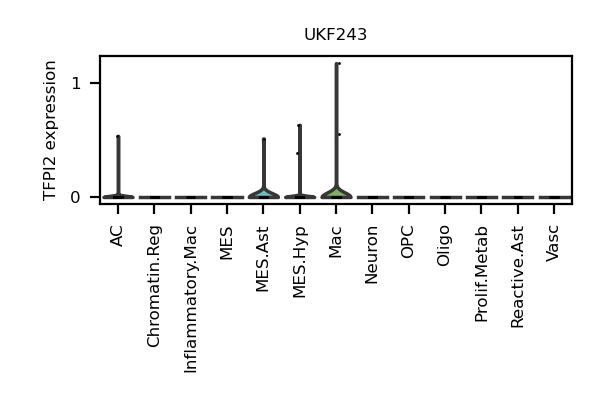 UKF243
TFPI2 expression
1
0
AC
Chromatin.Reg
Inflammatory.Mac
MES
MES.Ast
MES.Hyp
Mac
Neuron
OPC
Oligo
Prolif.Metab
Reactive.Ast
Vasc